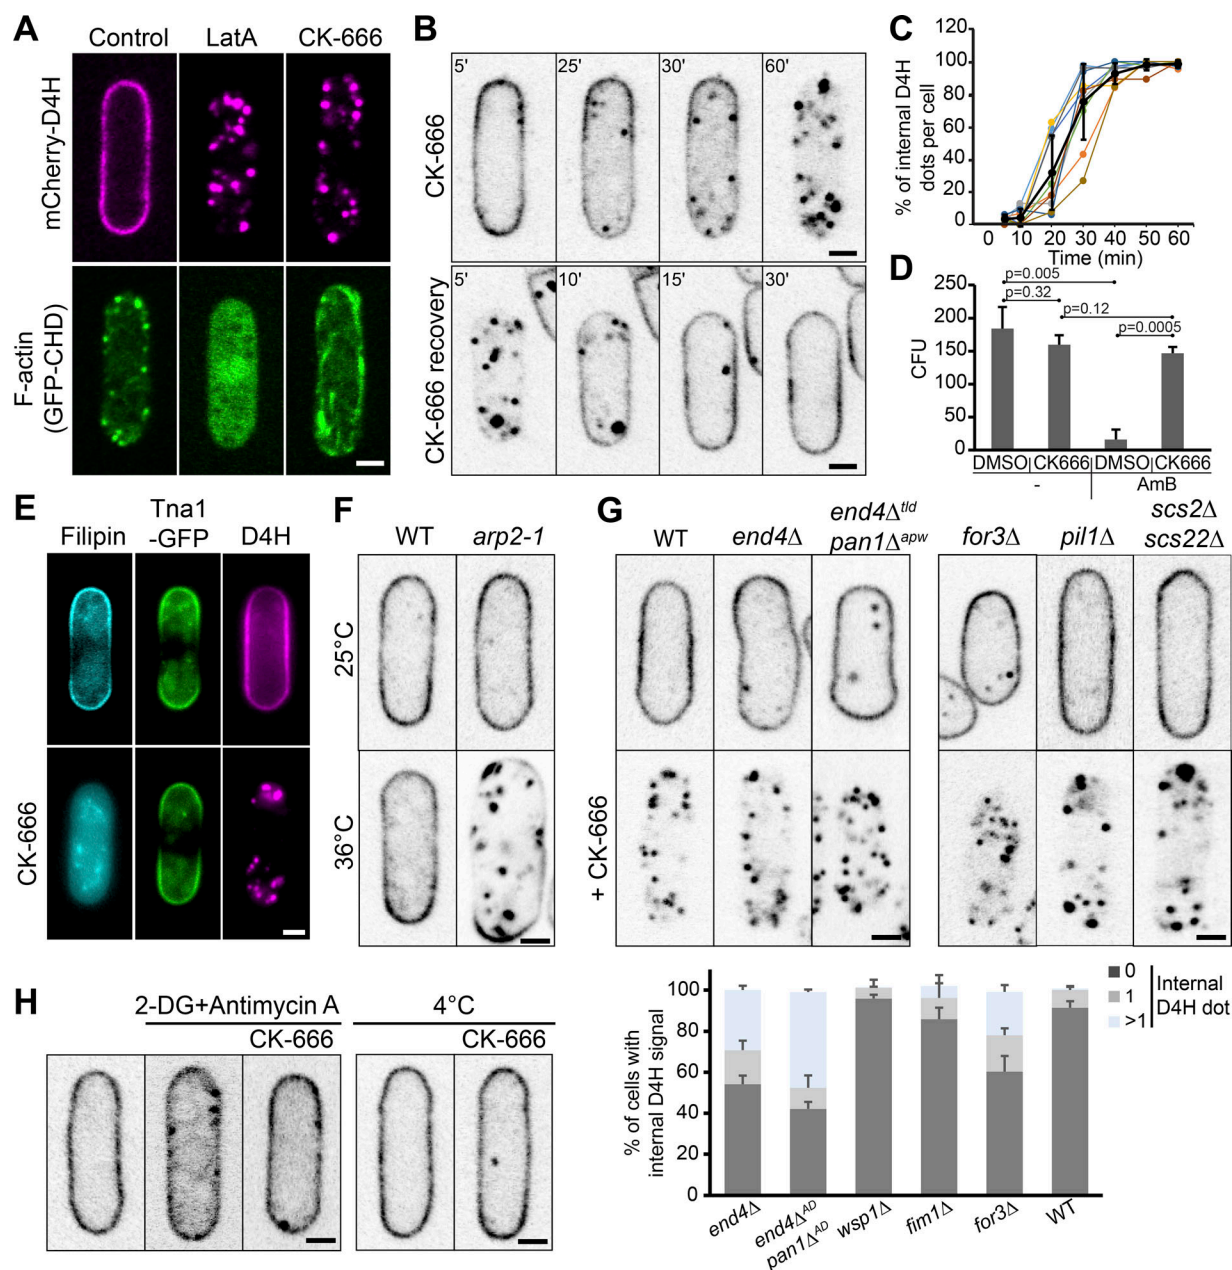 A
Control LatA CK-666
mCherry-D4H
F-actin
(GFP-CHD)
B
5' 25' 30' 60'
CK-666
5' 10' 15' 30'
CK-666 recovery
C
% of internal D4H
dots per cell
100
80
60
40
20
0
0 10 20 30 40 50 60
Time (min)
D
p=0.005
p=0.32
p=0.12
p=0.0005
CFU
250
200
150
100
50
0
DMSO CK666 DMSO CK666
- AmB
E
Filipin Tna1
-GFP D4H
CK-666
F
WT arp2-1
25°C
36°C
G
WT end4Δ end4Δtld
pan1Δapw for3Δ pil1Δ scs2Δ
scs22Δ
+ CK-666
% of cells with
internal D4H signal
100
80
60
40
20
0
end4Δ
end4ΔAD
pan1ΔAD
wsp1Δ
fim1Δ
for3Δ
WT
0
1
>1
Internal
D4H dot
H
2-DG+Antimycin A 4°C
CK-666 CK-666